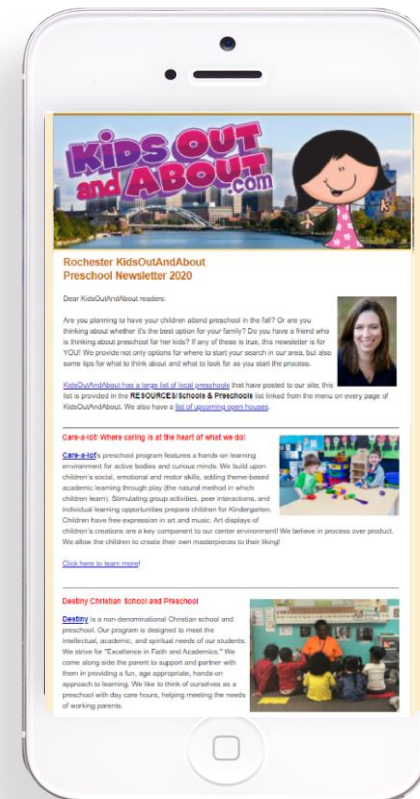 KiDS OUT
and ABOUT
.com
Rochester KidsOutAndAbout
Preschool Newsletter 2020
Dear KidsOutAndAbout readers:
Are you planning to have your children attend preschool in the fall? Or are you
thinking about whether it's the best option for your family? Do you have a friend who
is thinking about preschool for her kids? If any of these is true, this newsletter is for
YOU! We provide not only options for where to start your search in our area, but also
some tips for what to think about and what to look for as you start the process.
KidsOutAndAbout has a large list of local preschools that have posted to our site; this
list is provided in the RESOURCES/Schools & Preschools list linked from the menu on every page of
KidsOutAndAbout. We also have a list of upcoming open houses.
Care-a-lot: Where caring is at the heart of what we do!
Care-a-lot's preschool program features a hands on learning
environment for active bodies and curious minds. We build upon
children's social, emotional and motor skills, adding theme-based
academic learning through play (the natural method in which
children learn). Stimulating group activities, peer interactions, and
individual learning opportunities prepare children for Kindergarten.
Children have free expression in art and music. Art displays of
children's creations are a key component to our center environment! We believe in process over product.
We allow the children to create their own masterpieces to their liking!
Click here to learn more!
Destiny Christian School and Preschool
Destiny is a non-denominational Christian school and
preschool. Our program is designed to meet the
intellectual, academic, and spiritual needs of our students.
We strive for "Excellence in Faith and Academics." We
come along side the parent to support and partner with
them in providing a fun, age appropriate, hands-on
approach to learning. We like to think of ourselves as a
preschool with day care hours, helping meeting the needs
of working parents.